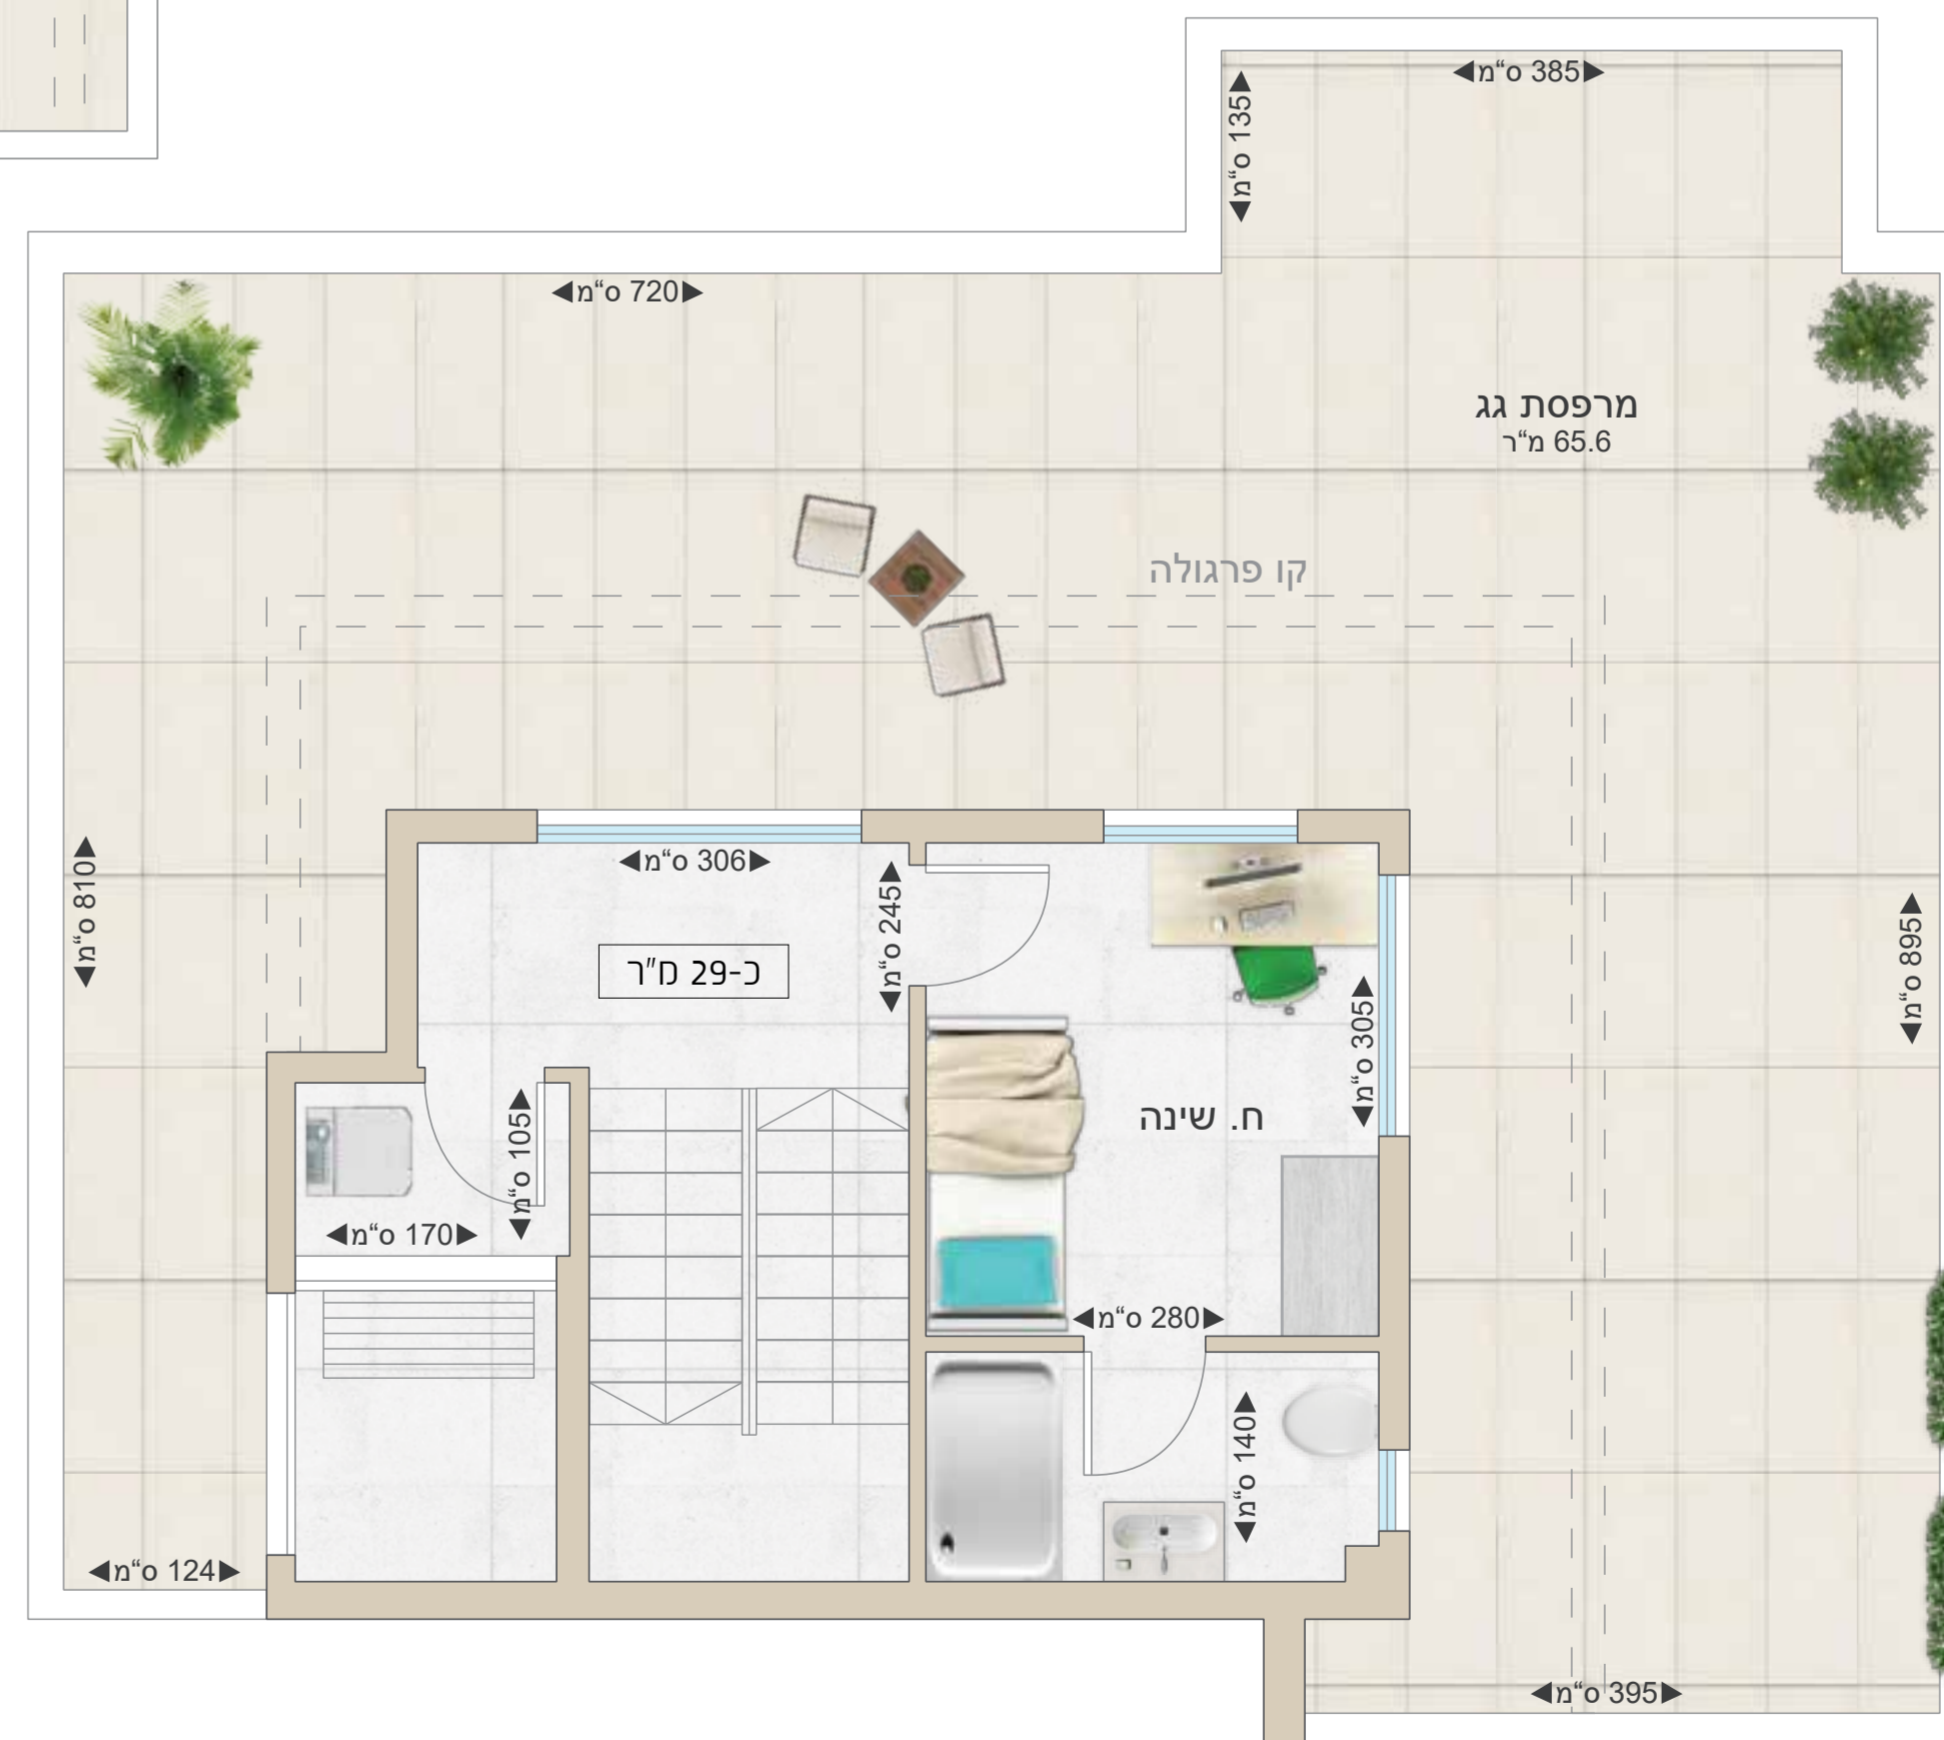 385 ס"מ
135 ס"מ
720 ס"מ
מרפסת גג
65.6 מ"ר
קו פרגולה
306 ס"מ
810 ס"מ
245 ס"מ
895 ס"מ
כ-29 מ"ר
305 ס"מ
ח. שינה
105 ס"מ
170 ס"מ
280 ס"מ
140 ס"מ
124 ס"מ
395 ס"מ